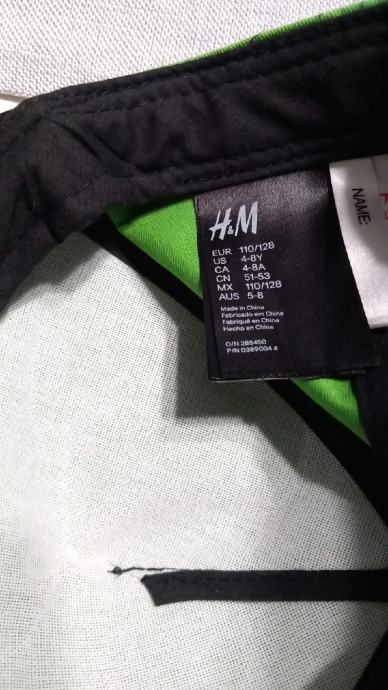 H&M
EUR 110/128
US 4-8Y
CA 4-8A
CN 51-53
MX 110/128
AUS 5-8
Made in China
Fabricado em China
Fabriqué en Chine
Hecho en China
O/N 285450
P/N 0389004 4
NAME: